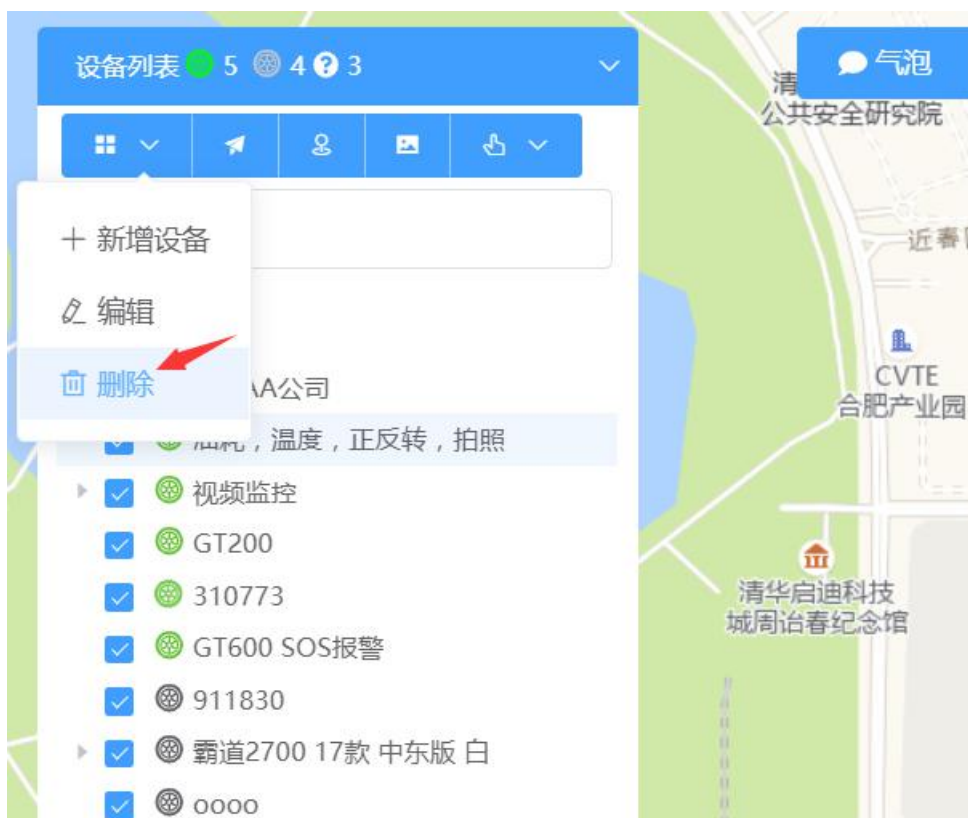 设备列表 5 4 3
气泡
清
公共安全研究院
新增设备
编辑
删除
AA公司
近春
CVTE
合肥产业园
油耗，温度，正反转，拍照
视频监控
GT200
310773
清华启迪科技
城周诒春纪念馆
GT600 SOS报警
911830
霸道2700 17款 中东版 白
oooo